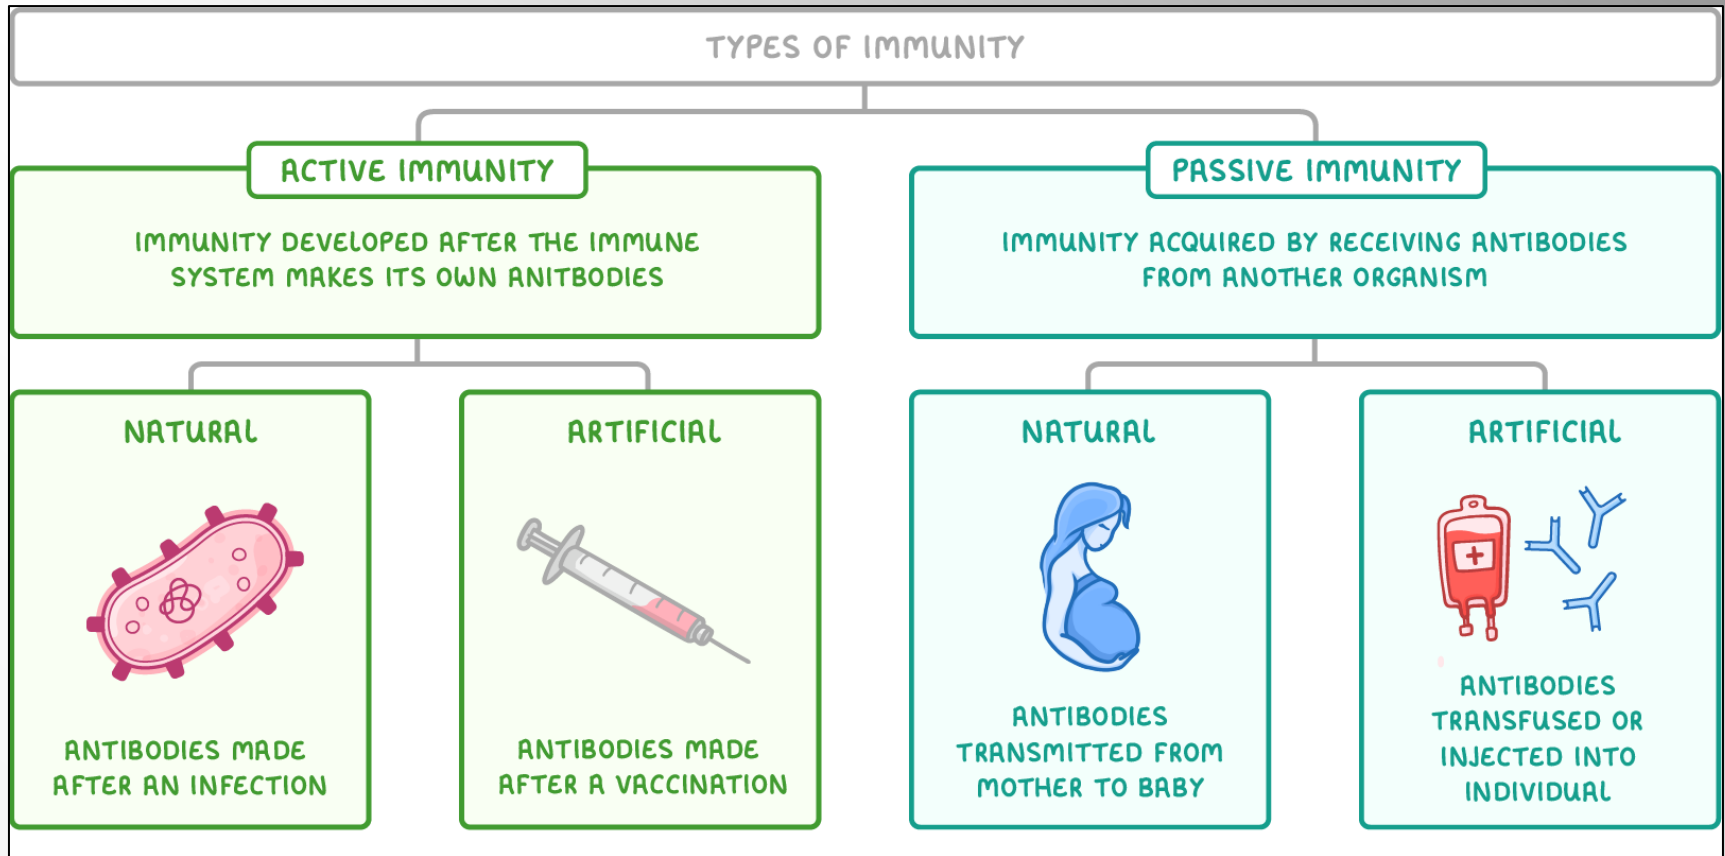 TYPES OF IMMUNITY
ACTIVE IMMUNITY
IMMUNITY DEVELOPED AFTER THE IMMUNE
SYSTEM MAKES ITS OWN ANITBODIES
NATURAL
ANTIBODIES MADE
AFTER AN INFECTION
ARTIFICIAL
ANTIBODIES MADE
AFTER A VACCINATION
PASSIVE IMMUNITY
IMMUNITY ACQUIRED BY RECEIVING ANTIBODIES
FROM ANOTHER ORGANISM
NATURAL
ANTIBODIES
TRANSMITTED FROM
MOTHER TO BABY
ARTIFICIAL
ANTIBODIES
TRANSFUSED OR
INJECTED INTO
INDIVIDUAL